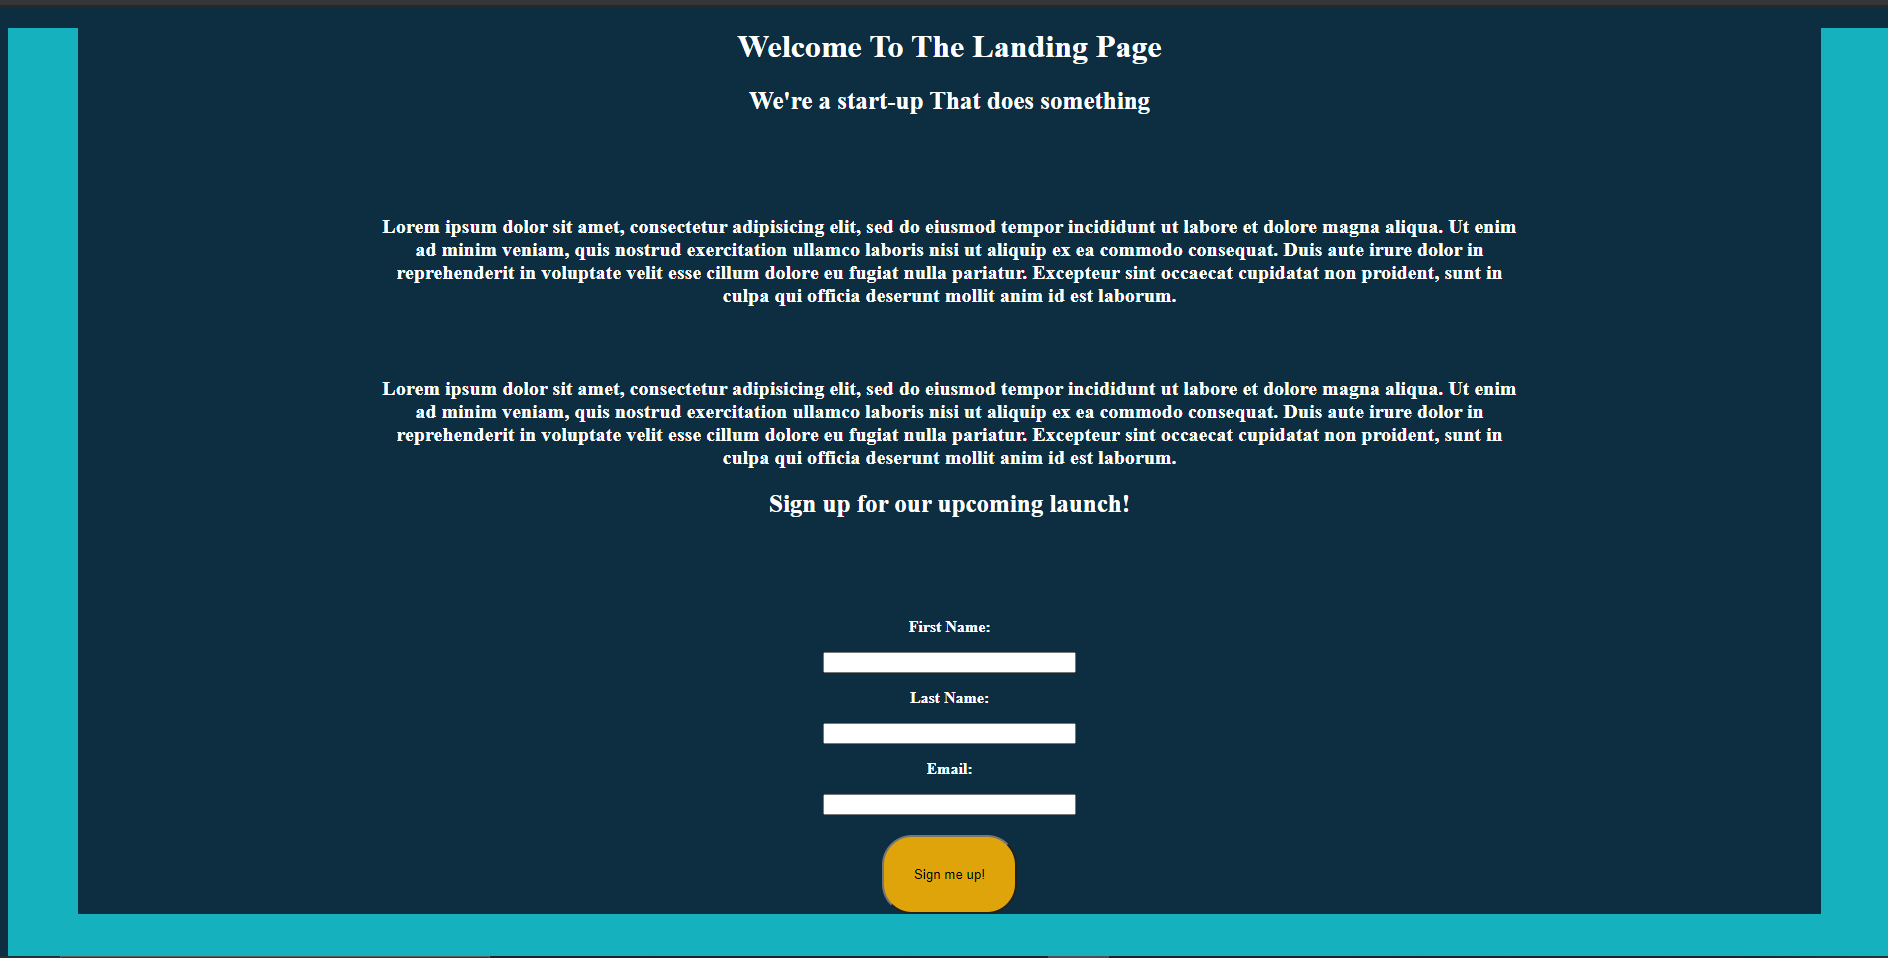 Welcome To The Landing Page
We're a start-up That does something
Lorem ipsum dolor sit amet, consectetur adipisicing elit, sed do eiusmod tempor incididunt ut labore et dolore magna aliqua. Ut enim
ad minim veniam, quis nostrud exercitation ullamco laboris nisi ut aliquip ex ea commodo consequat. Duis aute irure dolor in
reprehenderit in voluptate velit esse cillum dolore eu fugiat nulla pariatur. Excepteur sint occaecat cupidatat non proident, sunt in
culpa qui officia deserunt mollit anim id est laborum.
Lorem ipsum dolor sit amet, consectetur adipisicing elit, sed do eiusmod tempor incididunt ut labore et dolore magna aliqua. Ut enim
ad minim veniam, quis nostrud exercitation ullamco laboris nisi ut aliquip ex ea commodo consequat. Duis aute irure dolor in
reprehenderit in voluptate velit esse cillum dolore eu fugiat nulla pariatur. Excepteur sint occaecat cupidatat non proident, sunt in
culpa qui officia deserunt mollit anim id est laborum.
Sign up for our upcoming launch!
First Name:
Last Name:
Email:
Sign me up!